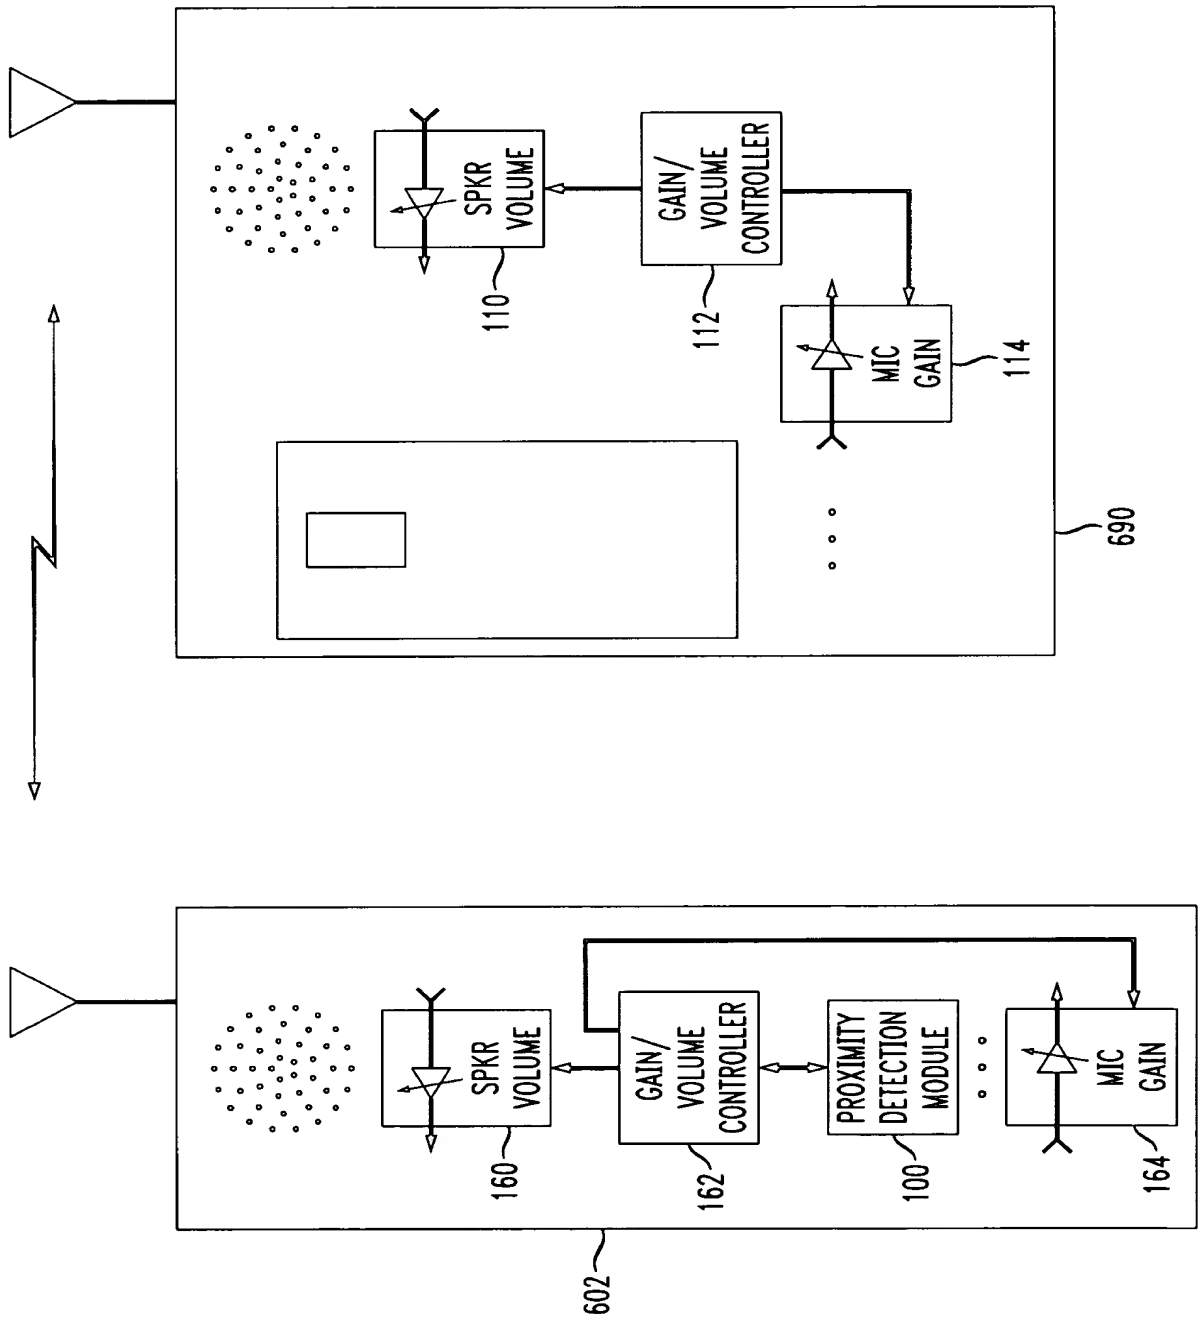 SPKR
VOLUME
110
GAIN/
VOLUME
CONTROLLER
112
MIC
GAIN
114
690
SPKR
VOLUME
160
GAIN/
VOLUME
CONTROLLER
162
PROXIMITY
DETECTION
MODULE
100
MIC
GAIN
164
602